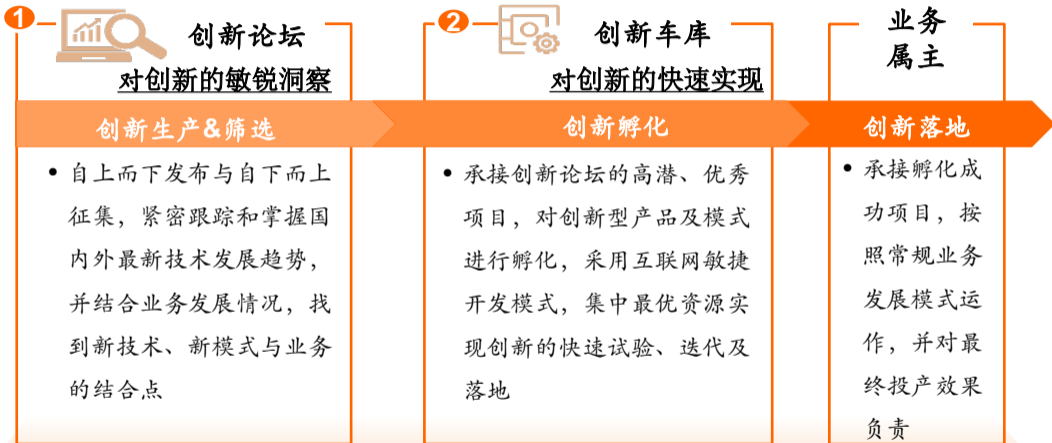 1
创新论坛
对创新的敏锐洞察
创新生产&筛选
• 自上而下发布与自下而上
征集，紧密跟踪和掌握国
内外最新技术发展趋势，
并结合业务发展情况，找
到新技术、新模式与业务
的结合点
2
创新车库
对创新的快速实现
创新孵化
• 承接创新论坛的高潜、优秀
项目，对创新型产品及模式
进行孵化，采用互联网敏捷
开发模式，集中最优资源实
现创新的快速试验、迭代及
落地
业务
属主
创新落地
• 承接孵化成
功项目，按
照常规业务
发展模式运
作，并对最
终投产效果
负责